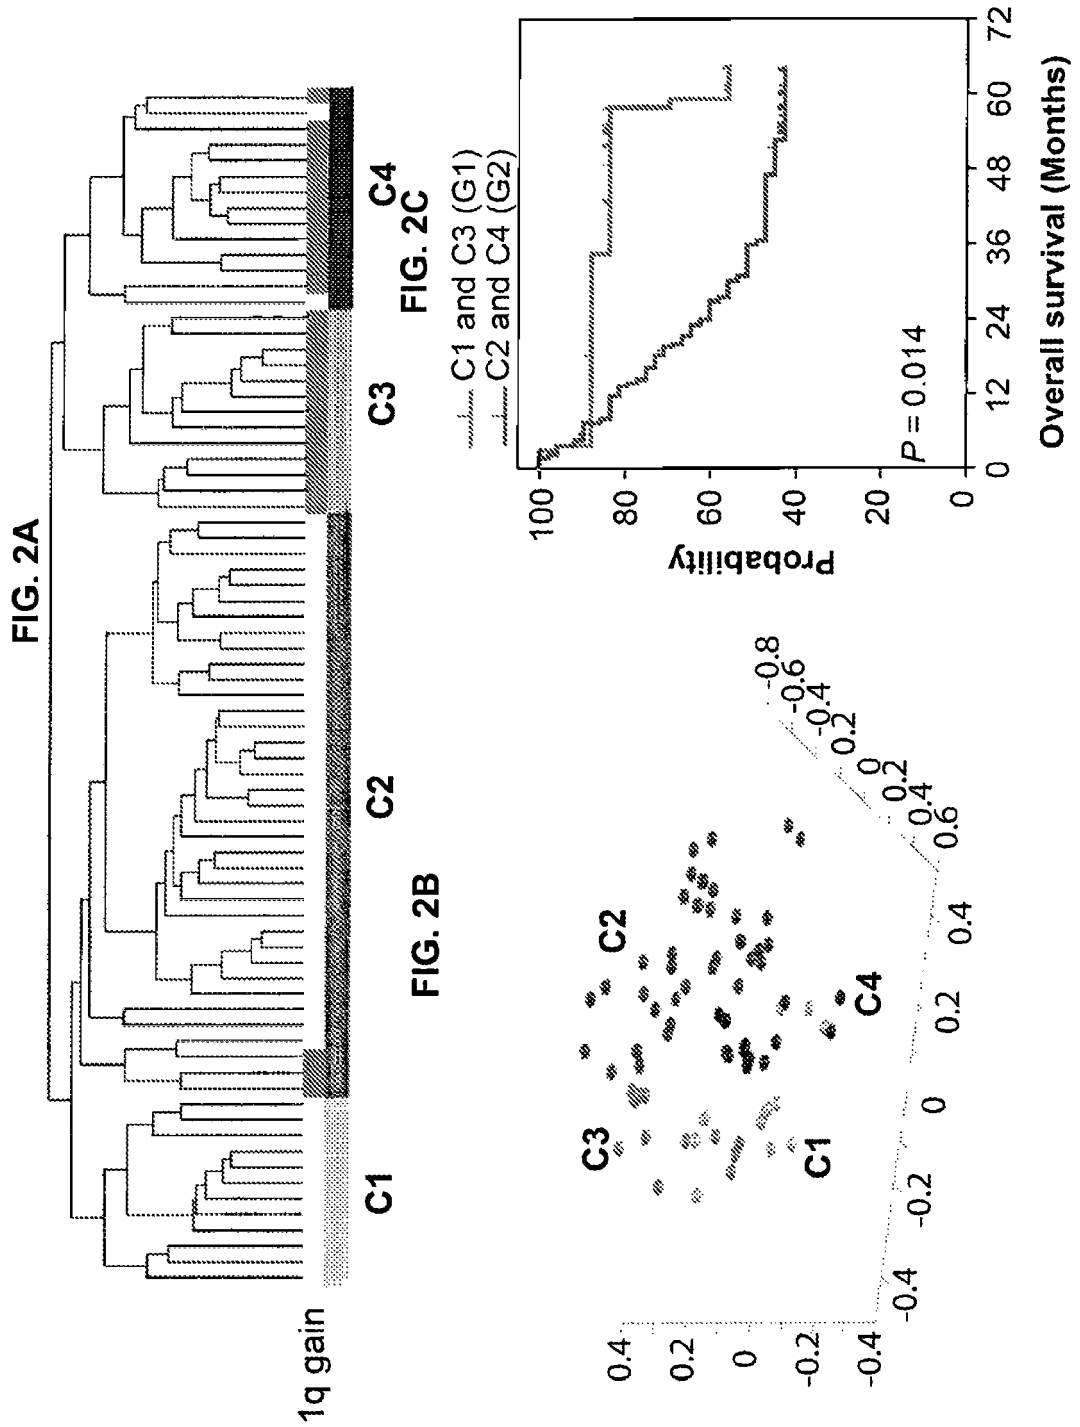 FIG. 2A
1q gain
C1
C2
C3
C4
FIG. 2B
0.4
0.2
0
-0.2
-0.4
-0.4
-0.2
0
0.2
0.4
0.6
0.4
0.2
0
0.2
-0.4
-0.6
-0.8
C3
C2
C1
C4
FIG. 2C
C1 and C3 (G1)
C2 and C4 (G2)
Probability
100
80
60
40
20
0
P = 0.014
0 12 24 36 48 60 72
Overall survival (Months)